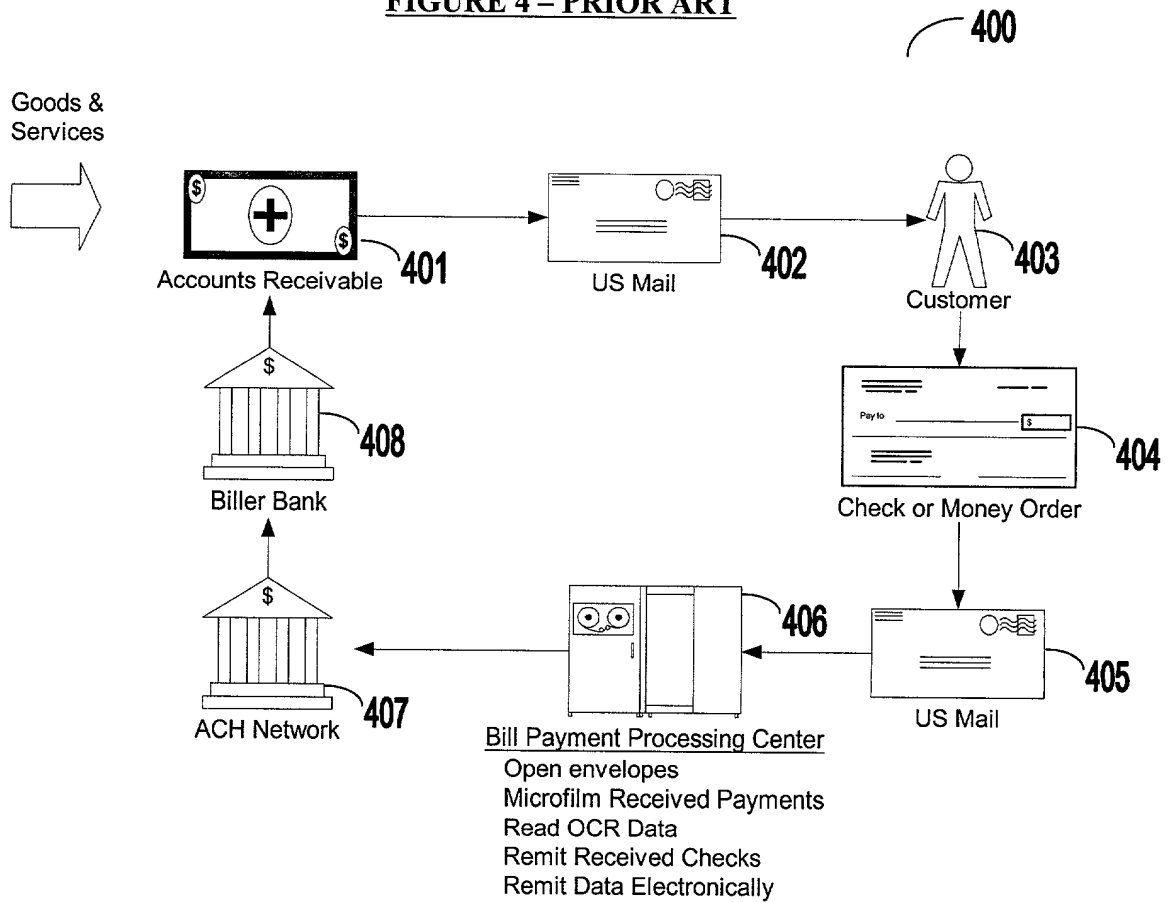 FIGURE 4 – PRIOR ART
400
Goods &
Services
$
$
401
Accounts Receivable
402
US Mail
403
Customer
$
408
Biller Bank
Pay to
$
404
Check or Money Order
$
407
ACH Network
406
405
US Mail
Bill Payment Processing Center
Open envelopes
Microfilm Received Payments
Read OCR Data
Remit Received Checks
Remit Data Electronically